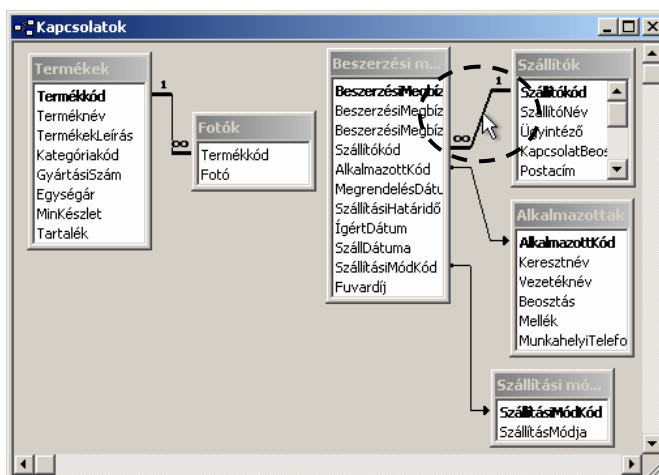 Kapcsolatok
Termékek
Termékkód
Terméknév
TermékekLeírás
Kategóriakód
GyártásiSzám
Egységár
MinKészlet
Tartalék
1
∞
Fotók
Termékkód
Fotó
Beszerzési m...
BeszerzésiMegbíz
BeszerzésiMegbíz
BeszerzésiMegbíz
Szállítókód
AlkalmazottKód
MegrendelésDátu
SzállításiHatáridő
ÍgértDátum
SzállDátuma
SzállításiMódKód
Fuvardíj
1
∞
Szállítók
Szállítókód
SzállítóNév
Ügyintéző
KapcsolatBeos
Postacím
Alkalmazottak
AlkalmazottKód
Keresztnév
Vezetéknév
Beosztás
Mellék
MunkahelyiTelefo
Szállítási mó...
SzállításiMódKód
SzállításMódja